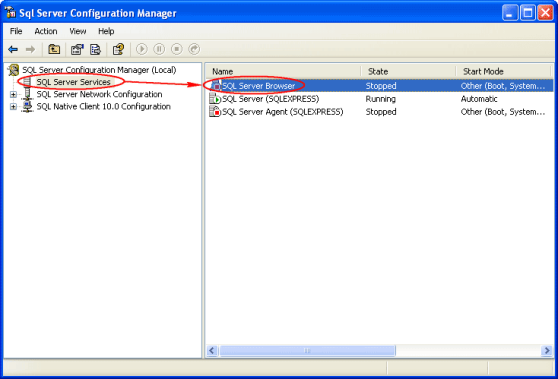 Sql Server Configuration Manager
File Action View Help
SQL Server Configuration Manager (Local)
SQL Server Services
SQL Server Network Configuration
SQL Native Client 10.0 Configuration
Name State Start Mode
SQL Server Browser Stopped Other (Boot, System...
SQL Server (SQLEXPRESS) Running Automatic
SQL Server Agent (SQLEXPRESS) Stopped Other (Boot, System...